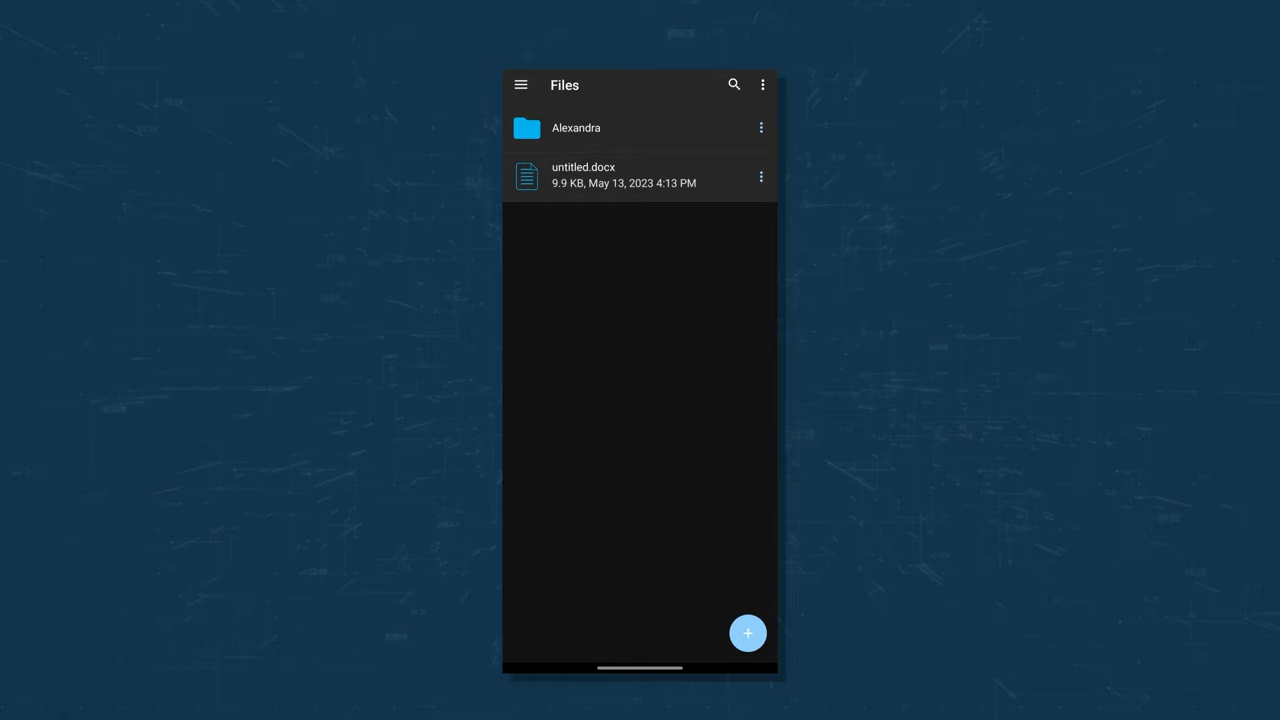 Files
Alexandra
untitled.docx
9.9 KB, May 13, 2023 4:13 PM